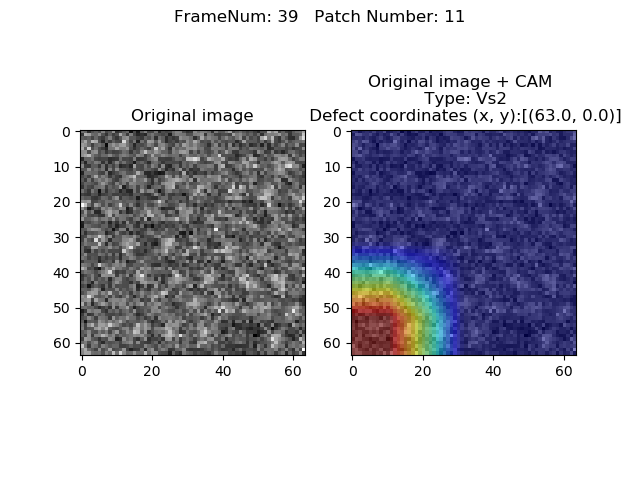 FrameNum: 39   Patch Number: 11
Original image
Original image + CAM
Type: Vs2
Defect coordinates (x, y):[(63.0, 0.0)]
0
10
20
30
40
50
60
0 20 40 60
0
10
20
30
40
50
60
0 20 40 60